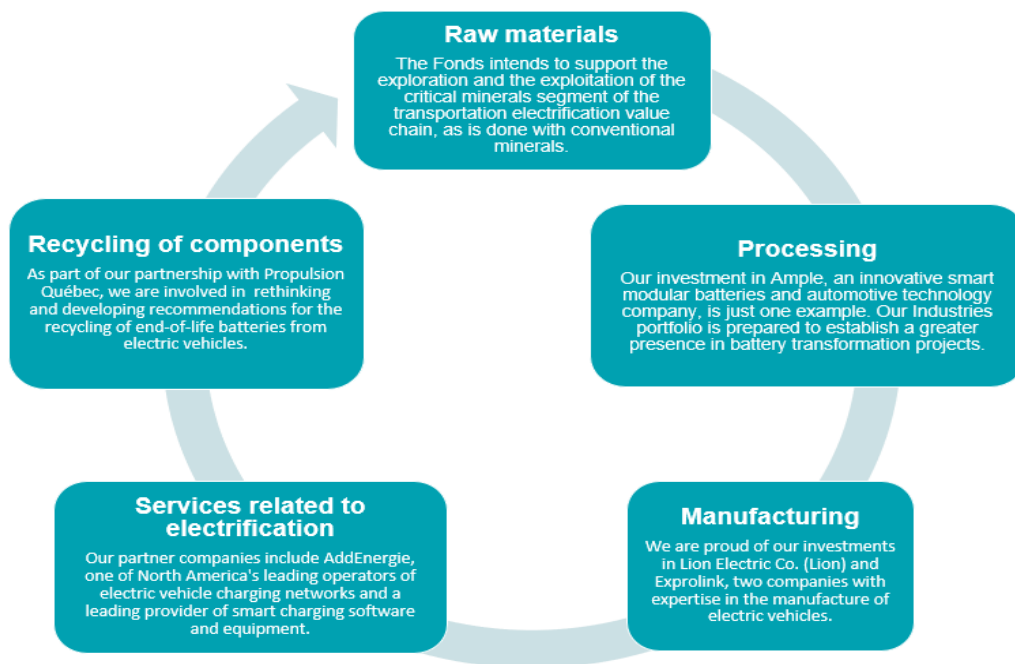 Raw materials
The Fonds intends to support the
exploration and the exploitation of the
critical minerals segment of the
transportation electrification value
chain, as is done with conventional
minerals.
Processing
Our investment in Ample, an innovative smart
modular batteries and automotive technology
company, is just one example. Our Industries
portfolio is prepared to establish a greater
presence in battery transformation projects.
Manufacturing
We are proud of our investments
in Lion Electric Co. (Lion) and
Exprolink, two companies with
expertise in the manufacture of
electric vehicles.
Services related to
electrification
Our partner companies include AddEnergie,
one of North America's leading operators of
electric vehicle charging networks and a
leading provider of smart charging software
and equipment.
Recycling of components
As part of our partnership with Propulsion
Québec, we are involved in rethinking
and developing recommendations for the
recycling of end-of-life batteries from
electric vehicles.